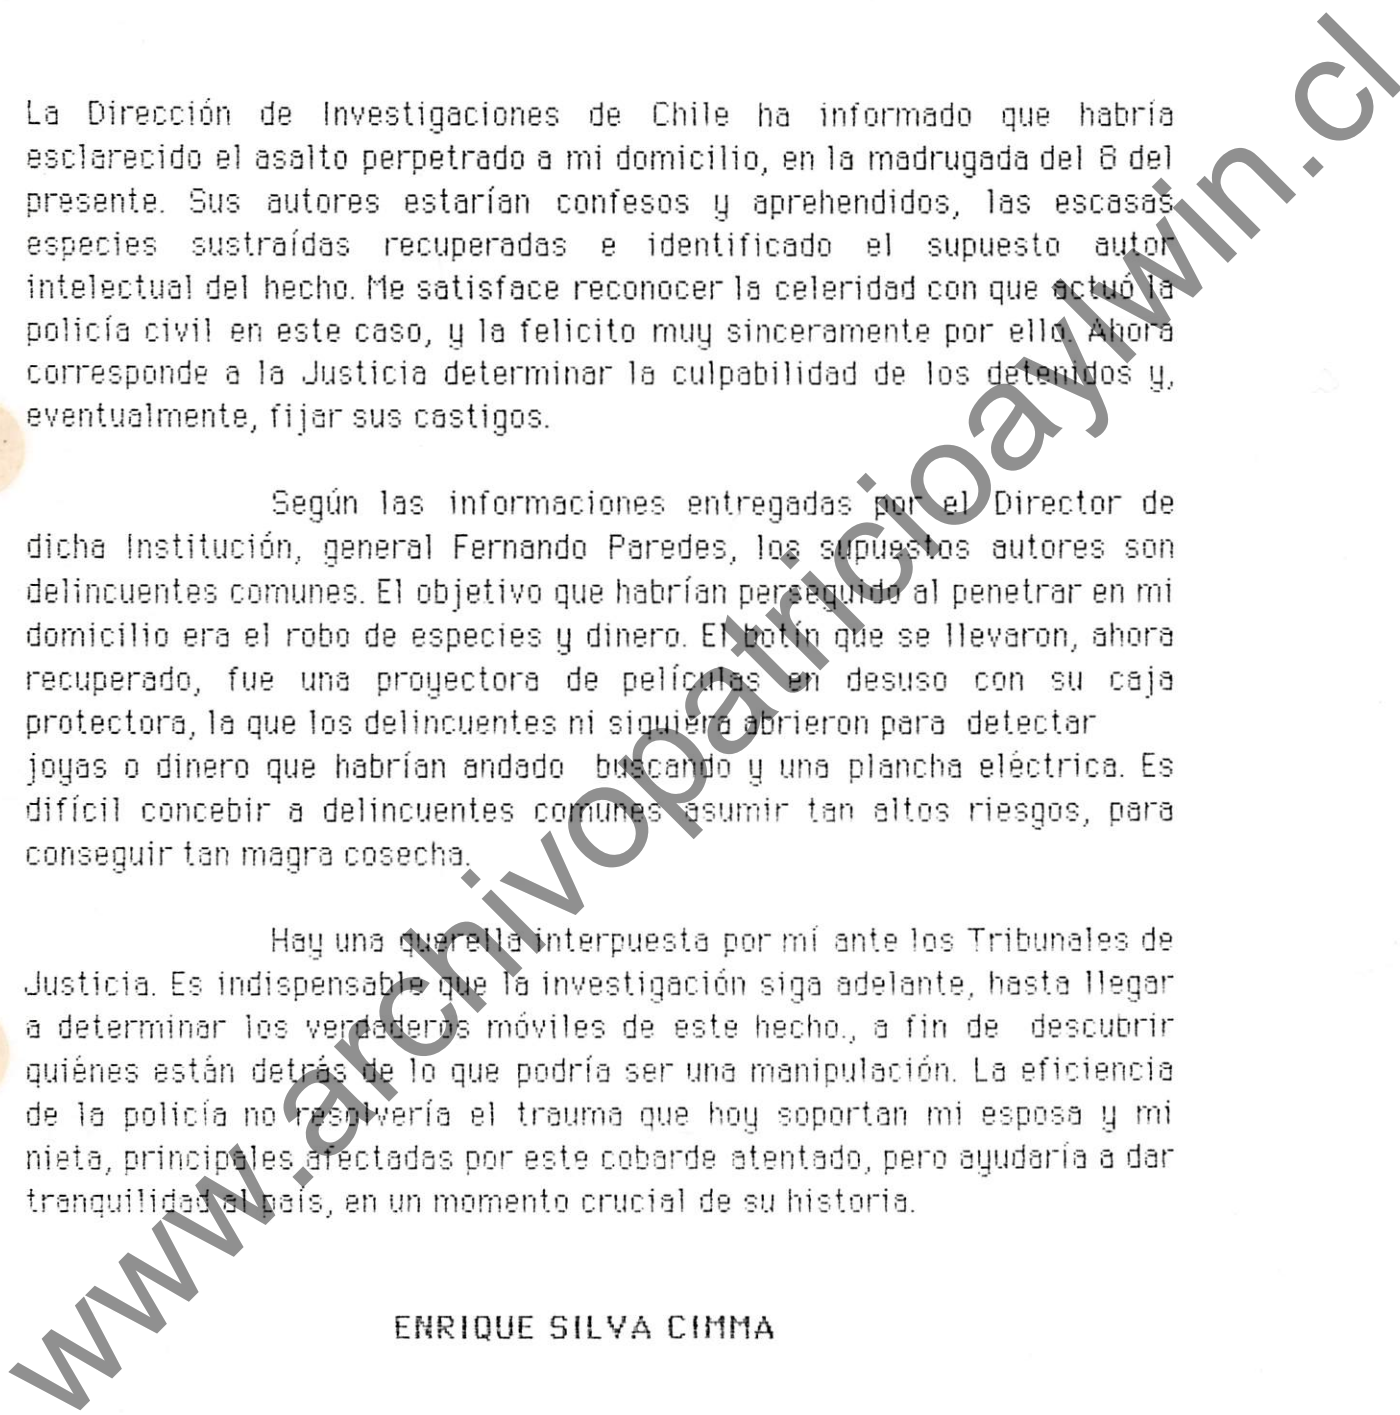 La Dirección de Investigaciones de Chile ha informado que habría
esclarecido el asalto perpetrado a mi domicilio, en la madrugada del 8 del
presente. Sus autores estarían confesos y aprehendidos, las escasas
especies sustraídas recuperadas e identificado el supuesto autor
intelectual del hecho. Me satisface reconocer la celeridad con que actuó la
policía civil en este caso, y la felicito muy sinceramente por ello. Ahora
corresponde a la Justicia determinar la culpabilidad de los detenidos y,
eventualmente, fijar sus castigos.
Según las informaciones entregadas por el Director de
dicha Institución, general Fernando Paredes, los supuestos autores son
delincuentes comunes. El objetivo que habrían perseguido al penetrar en mi
domicilio era el robo de especies y dinero. El botín que se llevaron, ahora
recuperado, fue una proyectora de películas en desuso con su caja
protectora, la que los delincuentes ni siquiera abrieron para detectar
joyas o dinero que habrían andado buscando y una plancha eléctrica. Es
difícil concebir a delincuentes comunes asumir tan altos riesgos, para
conseguir tan magra cosecha.
Hay una querella interpuesta por mí ante los Tribunales de
Justicia. Es indispensable que la investigación siga adelante, hasta llegar
a determinar los verdaderos móviles de este hecho., a fin de descubrir
quiénes están detrás de lo que podría ser una manipulación. La eficiencia
de la policía no resolvería el trauma que hoy soportan mi esposa y mi
nieta, principales afectadas por este cobarde atentado, pero ayudaría a dar
tranquilidad al país, en un momento crucial de su historia.
ENRIQUE SILVA CIMMA
www.archivopatricioaylwin.cl